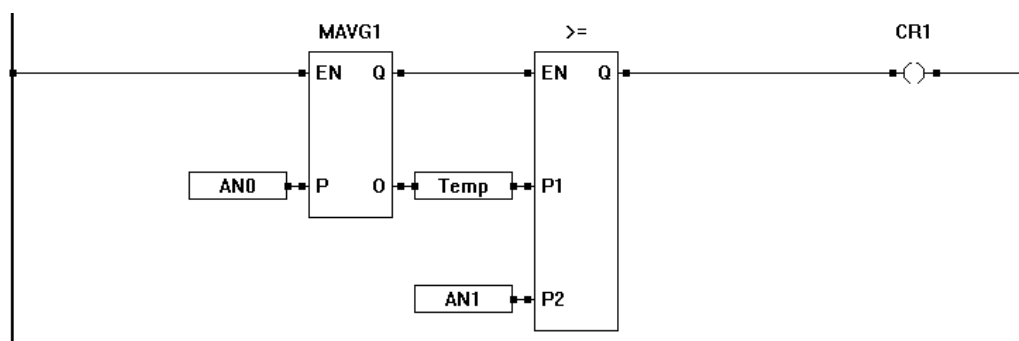 MAVG1 >= CR1
EN Q EN Q
AN0 P O Temp P1
AN1 P2